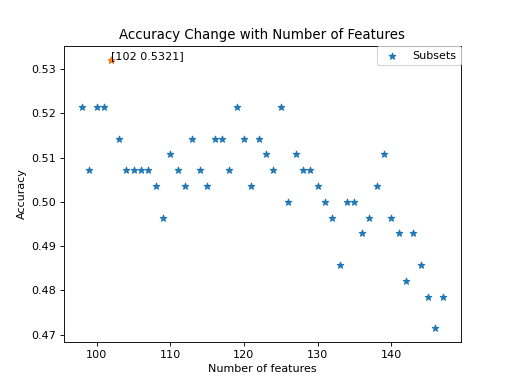 Accuracy Change with Number of Features
[102 0.5321]
Subsets
0.53
0.52
0.51
0.50
0.49
0.48
0.47
Accuracy
100 110 120 130 140
Number of features